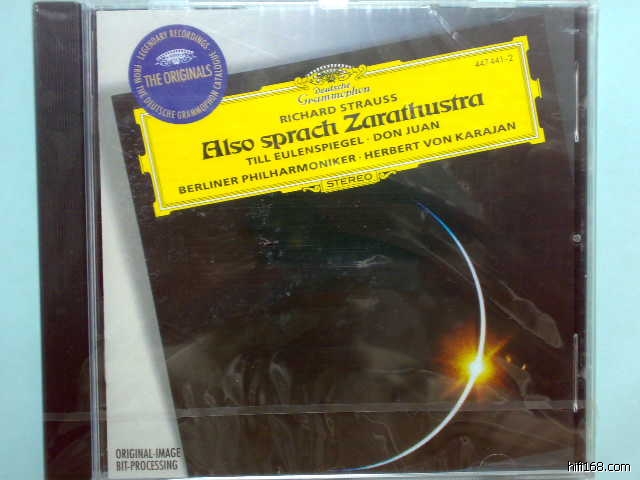 LEGENDARY RECORDINGS · FROM THE DEUTSCHE GRAMMOPHON CATALOGUE ·
THE ORIGINALS
447 441-2
Deutsche
Grammophon
RICHARD STRAUSS
Also sprach Zarathustra
TILL EULENSPIEGEL · DON JUAN
BERLINER PHILHARMONIKER · HERBERT VON KARAJAN
STEREO
ORIGINAL-IMAGE
BIT-PROCESSING
hifi168.com